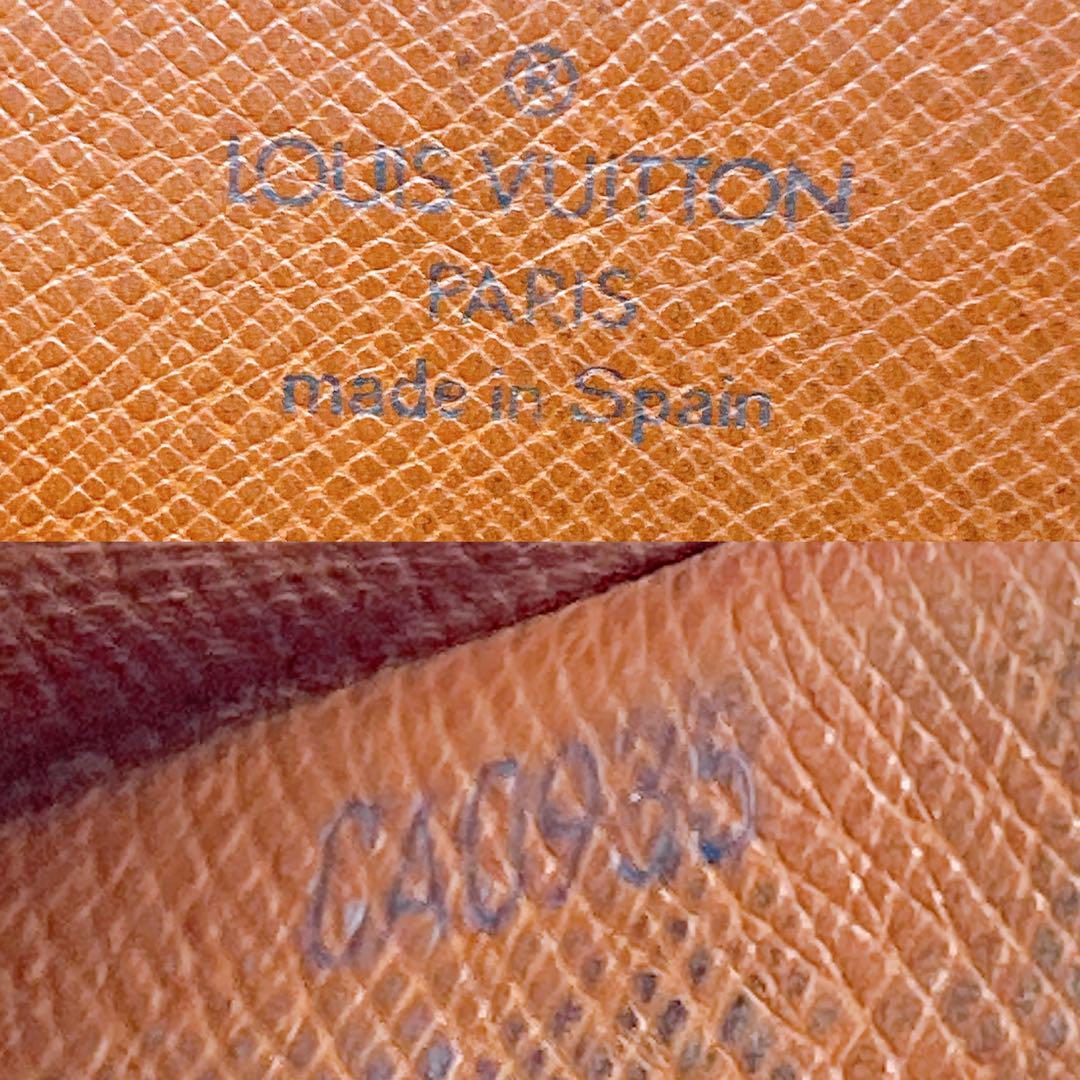 ®
LOUIS VUITTON
PARIS
made in Spain
CA0935